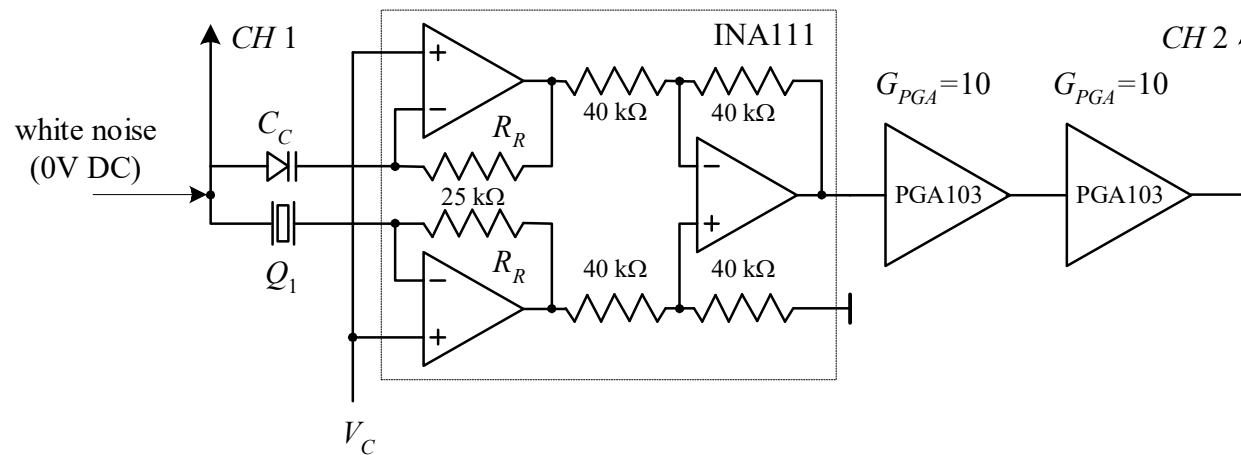 CH 1
INA111
CH 2
white noise
(0V DC)
C_C
+
−
R_R
25 kΩ
40 kΩ
40 kΩ
−
+
G_PGA=10
G_PGA=10
PGA103
PGA103
Q_1
−
+
R_R
40 kΩ
40 kΩ
V_C